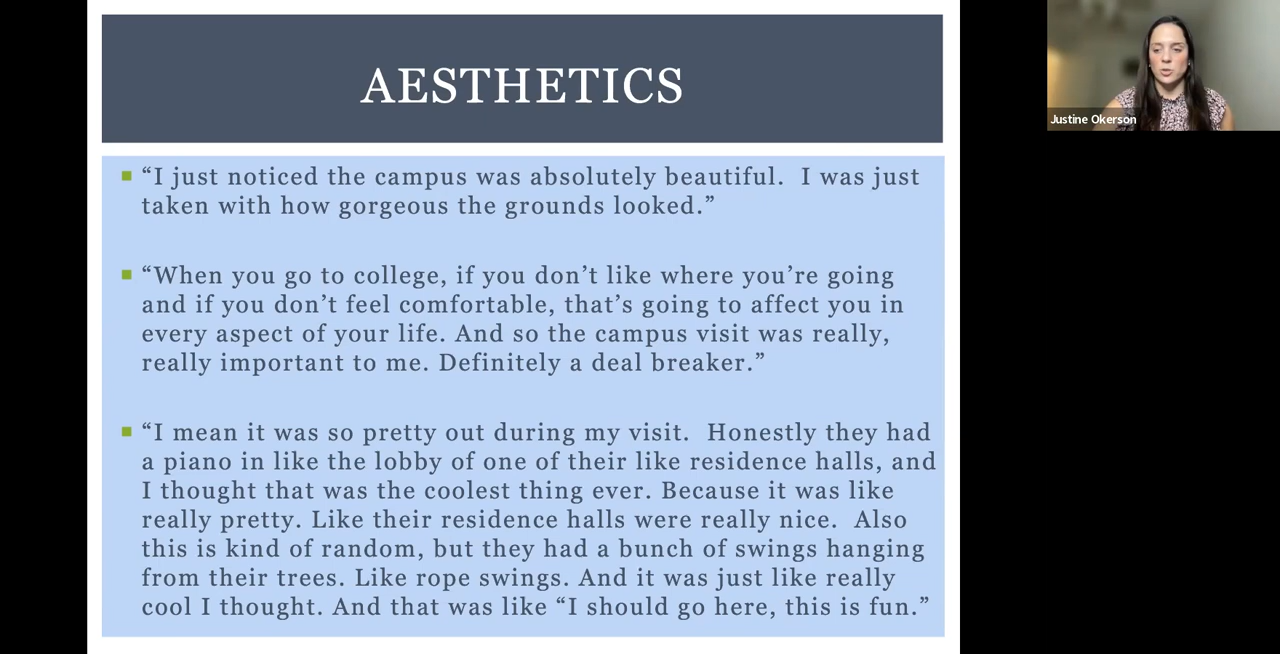 AESTHETICS
“I just noticed the campus was absolutely beautiful.  I was just
taken with how gorgeous the grounds looked.”
“When you go to college, if you don’t like where you’re going
and if you don’t feel comfortable, that’s going to affect you in
every aspect of your life. And so the campus visit was really,
really important to me. Definitely a deal breaker.”
“I mean it was so pretty out during my visit.  Honestly they had
a piano in like the lobby of one of their like residence halls, and
I thought that was the coolest thing ever. Because it was like
really pretty. Like their residence halls were really nice.  Also
this is kind of random, but they had a bunch of swings hanging
from their trees. Like rope swings. And it was just like really
cool I thought. And that was like “I should go here, this is fun.”
Justine Okerson